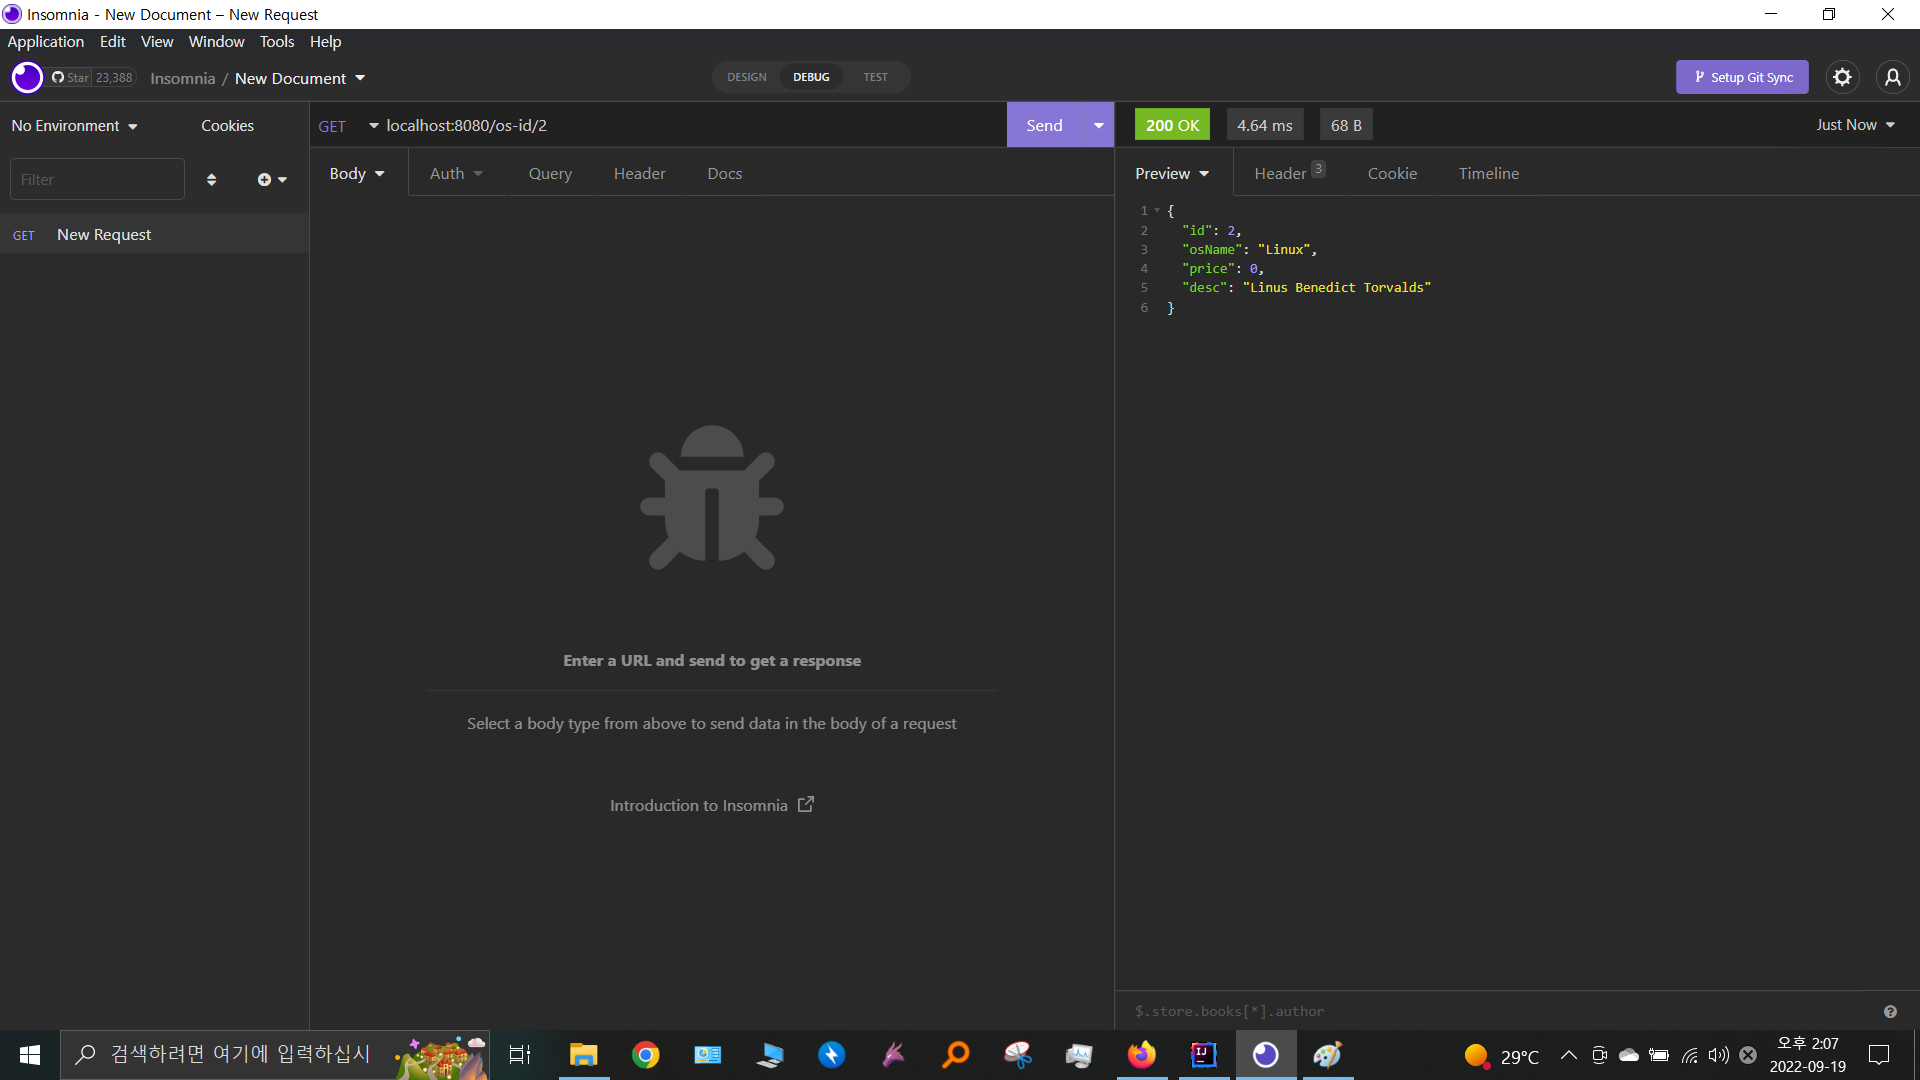 Insomnia - New Document – New Request
Application Edit View Window Tools Help
Star 23,388 Insomnia / New Document DESIGN DEBUG TEST Setup Git Sync
No Environment Cookies
GET localhost:8080/os-id/2 Send
200 OK 4.64 ms 68 B Just Now
Filter
Body Auth Query Header Docs
Preview Header 3 Cookie Timeline
GET New Request
1 {
2 "id": 2,
3 "osName": "Linux",
4 "price": 0,
5 "desc": "Linus Benedict Torvalds"
6 }
Enter a URL and send to get a response
Select a body type from above to send data in the body of a request
Introduction to Insomnia
$.store.books[*].author
검색하려면 여기에 입력하십시
IJ
29°C
오후 2:07
2022-09-19